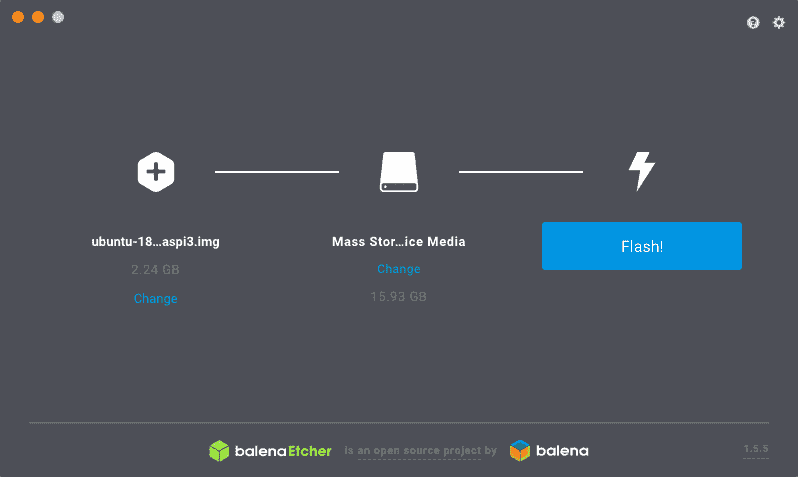 ubuntu-18...aspi3.img
2.24 GB
Change
Mass Stor...ice Media
Change
15.93 GB
Flash!
balenaEtcher is an open source project by balena
1.5.5